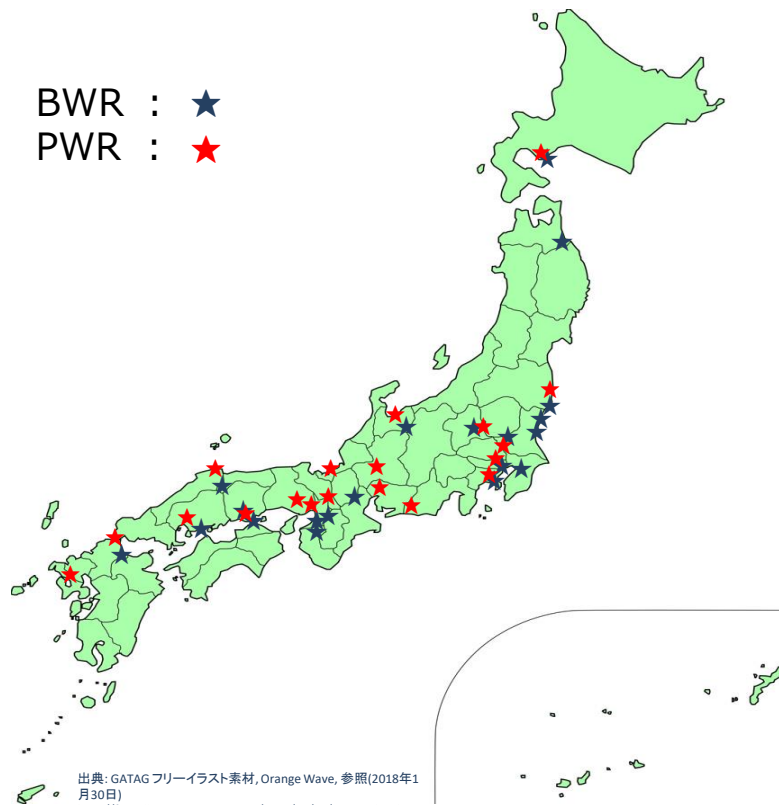 BWR :
PWR :
出典: GATAG フリーイラスト素材, Orange Wave, 参照(2018年1
月30日)